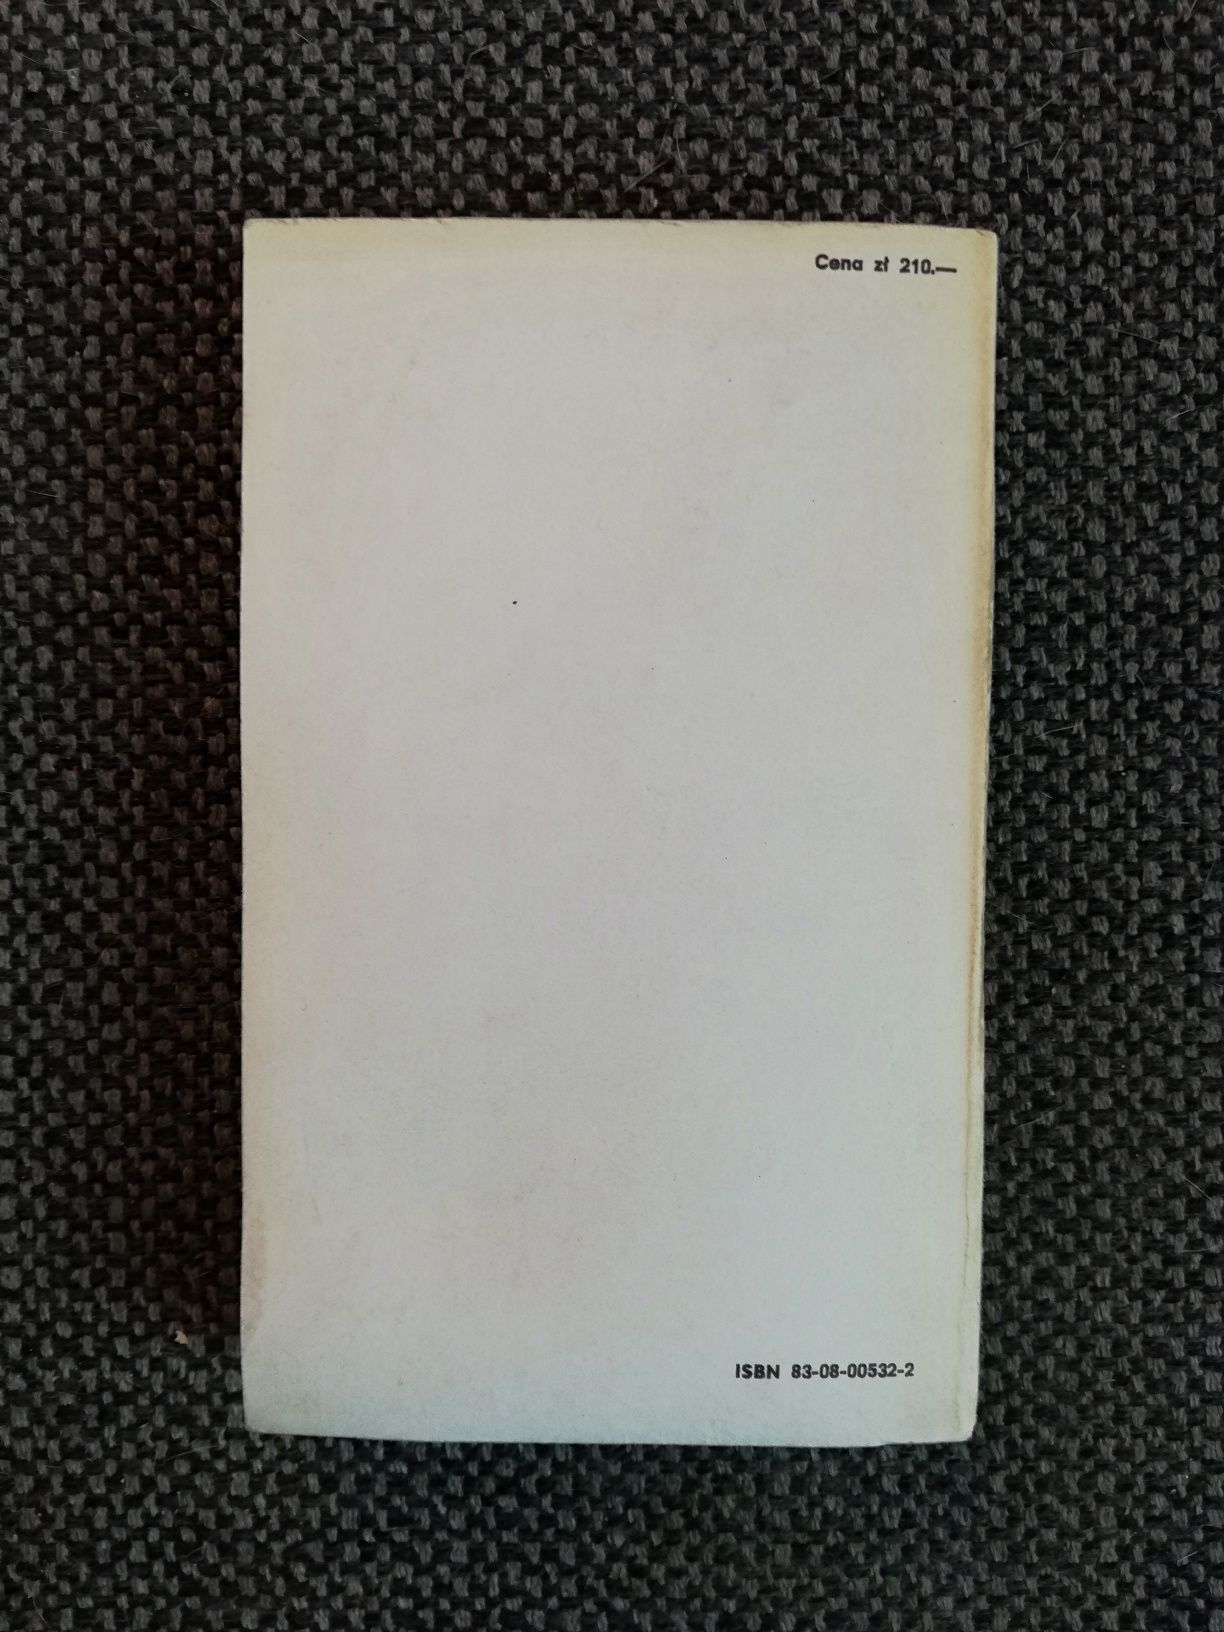 Cena zł 210.—
ISBN 83-08-00532-2